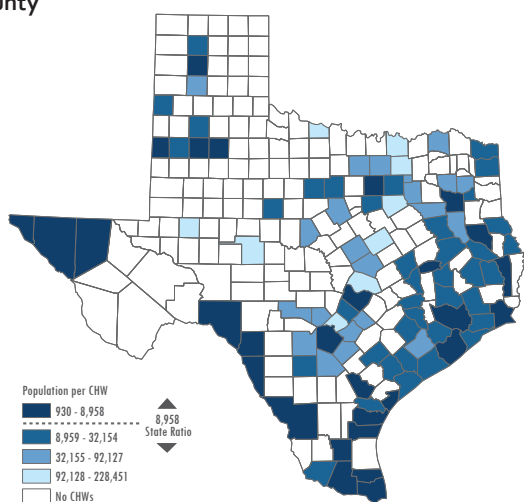 unty
Population per CHW
930 - 8,958
8,958
State Ratio
8,959 - 32,154
32,155 - 92,127
92,128 - 228,451
No CHWs